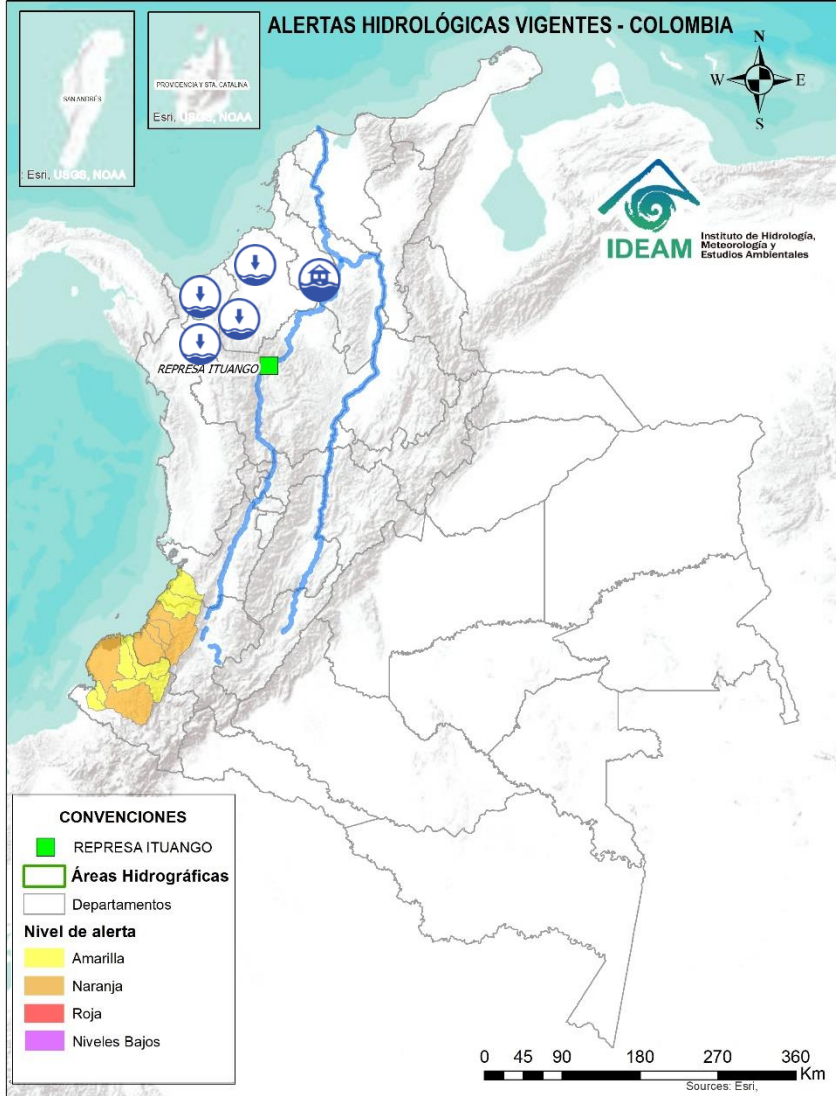 ALERTAS HIDROLÓGICAS VIGENTES - COLOMBIA
SAN ANDRÉS
: Esri, USGS, NOAA
PROVIDENCIA Y STA. CATALINA
Esri, USGS, NOAA
N
W
E
S
IDEAM
Instituto de Hidrología,
Meteorología y
Estudios Ambientales
REPRESA ITUANGO
CONVENCIONES
REPRESA ITUANGO
Áreas Hidrográficas
Departamentos
Nivel de alerta
Amarilla
Naranja
Roja
Niveles Bajos
0 45 90 180 270 360
Km
Sources: Esri,